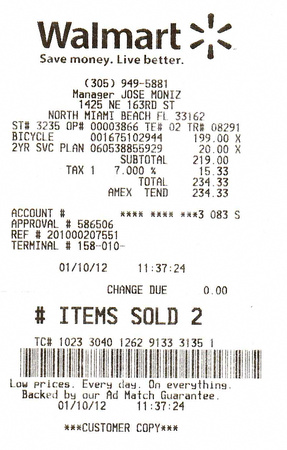 Walmart
Save money. Live better.
(305) 949-5881
Manager JOSE MONIZ
1425 NE 163RD ST
NORTH MIAMI BEACH FL 33162
ST# 3235 OP# 00003866 TE# 02 TR# 08291
BICYCLE 001675102944 199.00 X
2YR SVC PLAN 060538855929 20.00 X
SUBTOTAL 219.00
TAX 1 7.000 % 15.33
TOTAL 234.33
AMEX TEND 234.33
ACCOUNT # **** **** ***3 083 S
APPROVAL # 586506
REF # 201000207551
TERMINAL # 158-010-
01/10/12 11:37:24
CHANGE DUE 0.00
# ITEMS SOLD 2
TC# 1023 3040 1262 9133 3135 1
Low prices. Every day. On everything.
Backed by our Ad Match Guarantee.
01/10/12 11:37:24
***CUSTOMER COPY***